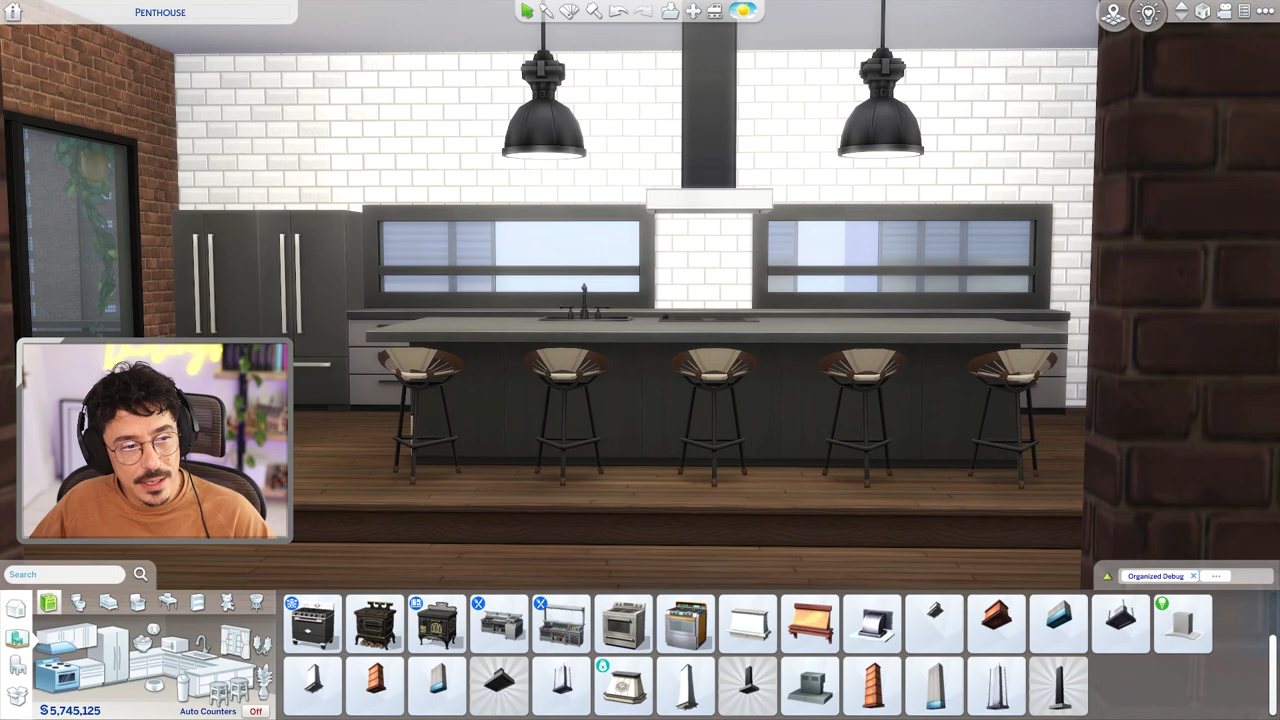 PENTHOUSE
Search
Organized Debug
§5,745,125
Auto Counters
Off